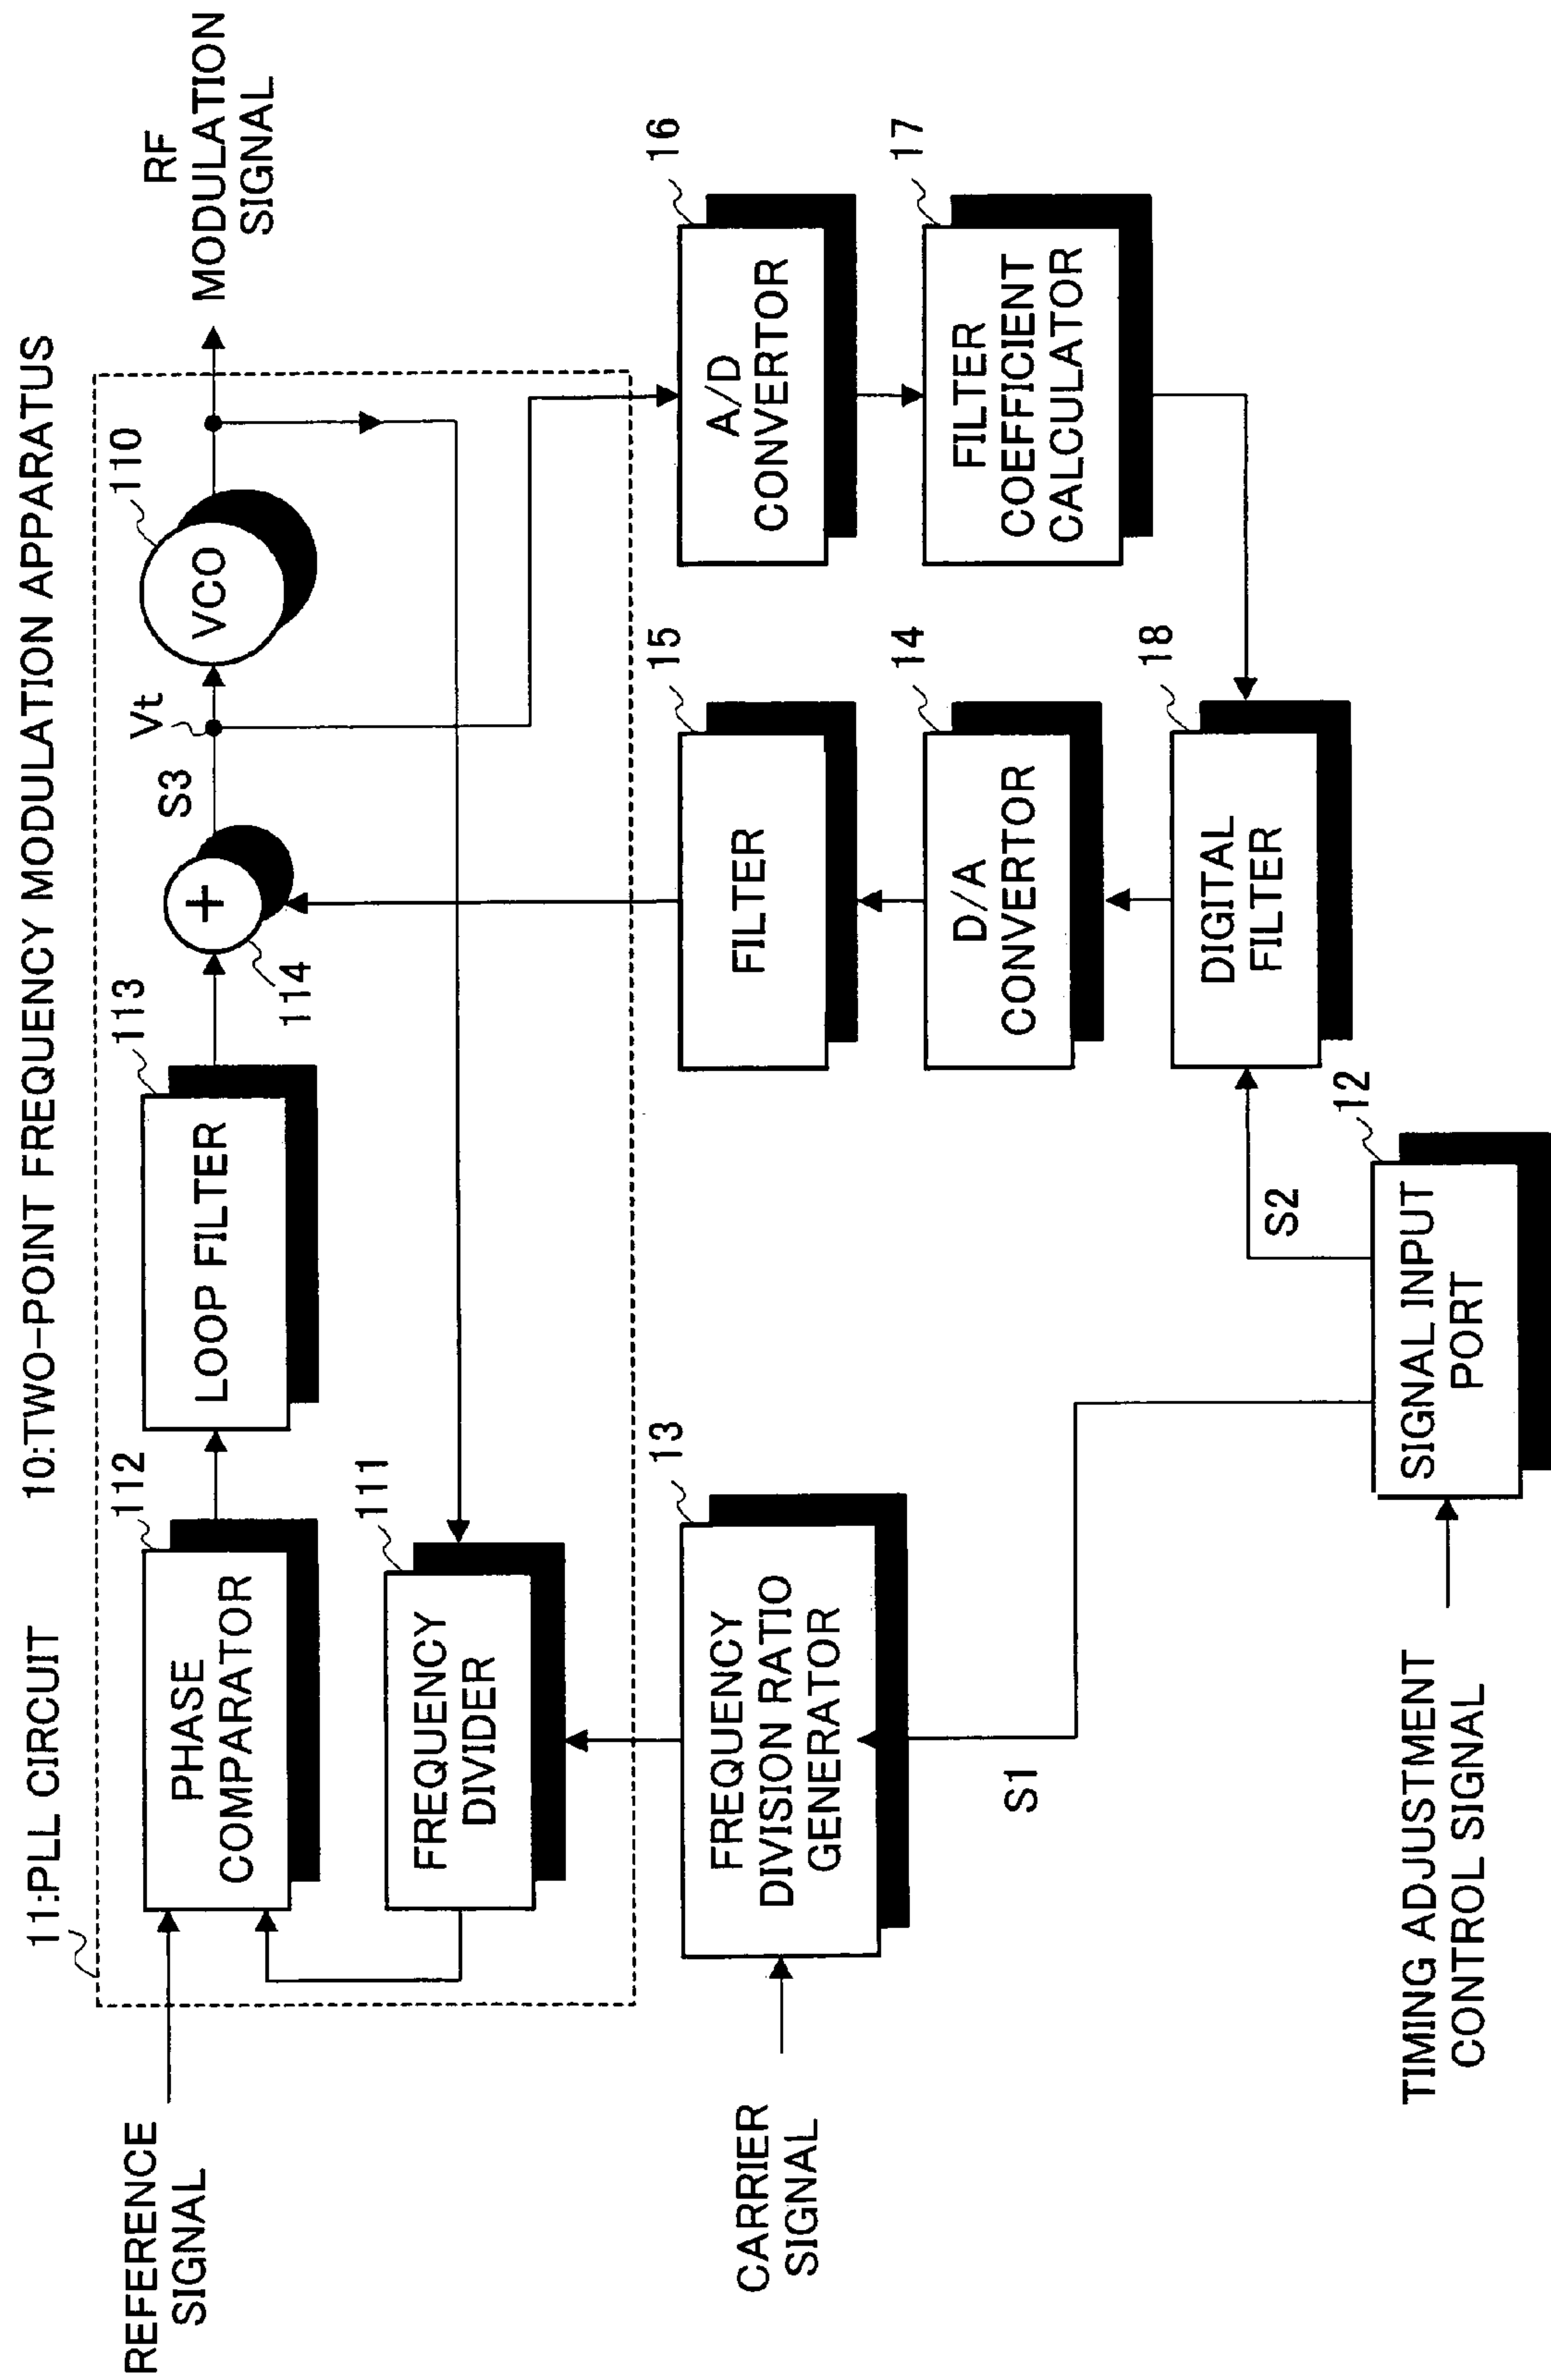 10:TWO-POINT FREQUENCY MODULATION APPARATUS
11:PLL CIRCUIT
REFERENCE
SIGNAL
112
PHASE
COMPARATOR
113
LOOP FILTER
114
+
S3
Vt
110
VCO
RF
MODULATION
SIGNAL
111
FREQUENCY
DIVIDER
CARRIER
SIGNAL
13
FREQUENCY
DIVISION RATIO
GENERATOR
15
FILTER
16
A/D
CONVERTOR
14
D/A
CONVERTOR
17
FILTER
COEFFICIENT
CALCULATOR
S1
18
DIGITAL
FILTER
S2
12
SIGNAL INPUT
PORT
TIMING ADJUSTMENT
CONTROL SIGNAL